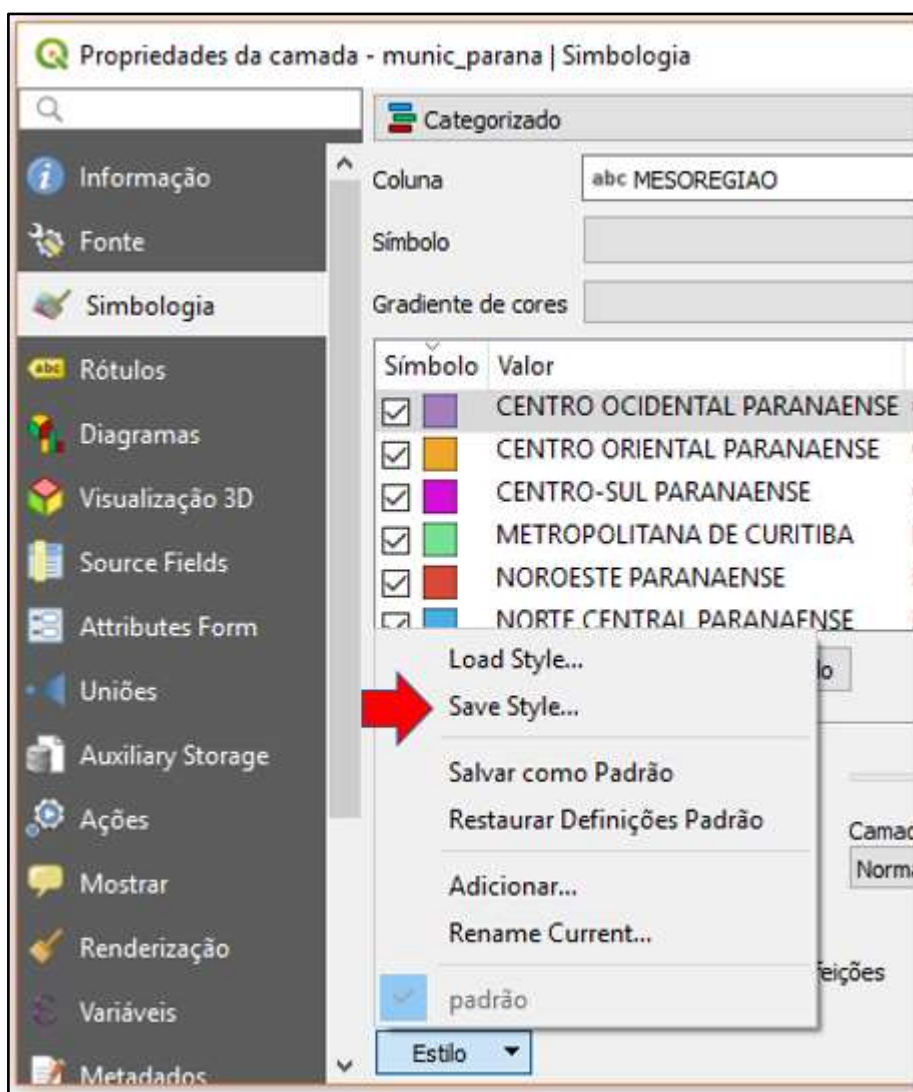 Propriedades da camada - munic_parana | Simbologia
Categorizado
Informação
Fonte
Simbologia
abc Rótulos
Diagramas
Visualização 3D
Source Fields
Attributes Form
Uniões
Auxiliary Storage
Ações
Mostrar
Renderização
Variáveis
Metadados
Coluna
abc MESOREGIAO
Símbolo
Gradiente de cores
Símbolo Valor
CENTRO OCIDENTAL PARANAENSE
CENTRO ORIENTAL PARANAENSE
CENTRO-SUL PARANAENSE
METROPOLITANA DE CURITIBA
NOROESTE PARANAENSE
NORTE CENTRAL PARANAENSE
Load Style...
Save Style...
Salvar como Padrão
Restaurar Definições Padrão
Adicionar...
Rename Current...
padrão
Estilo